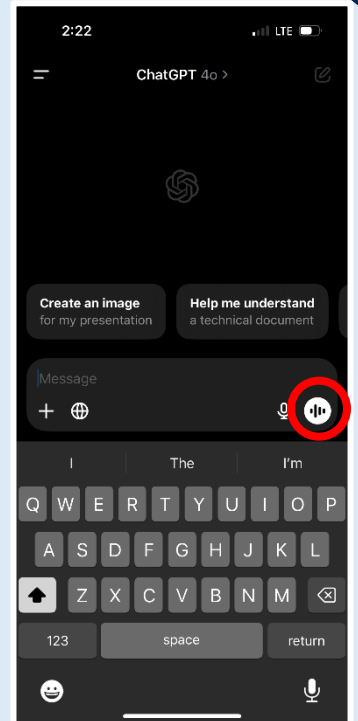 2:22 LTE
ChatGPT 4o >
Create an image
for my presentation
Help me understand
a technical document
Message
I The I'm
Q W E R T Y U I O P
A S D F G H J K L
Z X C V B N M
123 space return